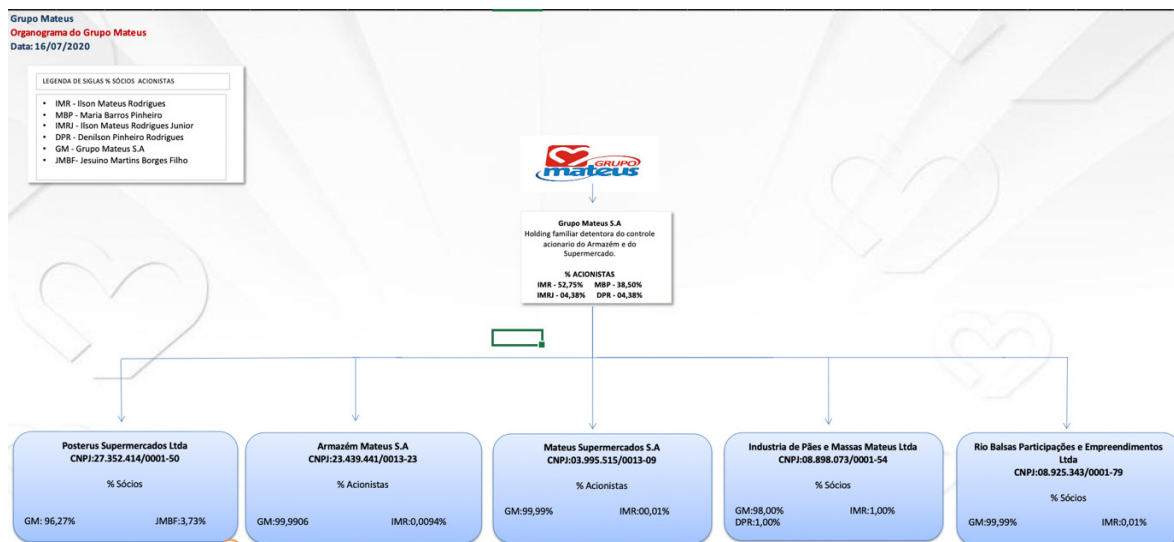 Grupo Mateus
Organograma do Grupo Mateus
Data: 16/07/2020
LEGENDA DE SIGLAS % SÓCIOS ACIONISTAS
• IMR - Ilson Mateus Rodrigues
• MBP - Maria Barros Pinheiro
• IMRJ - Ilson Mateus Rodrigues Junior
• DPR - Denilson Pinheiro Rodrigues
• GM - Grupo Mateus S.A
• JMBF- Jesuino Martins Borges Filho
GRUPO
mateus
Grupo Mateus S.A
Holding familiar detentora do controle
acionario do Armazém e do
Supermercado.
% ACIONISTAS
IMR - 52,75% MBP - 38,50%
IMRJ - 04,38% DPR - 04,38%
Posterus Supermercados Ltda
CNPJ:27.352.414/0001-50
% Sócios
GM: 96,27% JMBF:3,73%
Armazém Mateus S.A
CNPJ:23.439.441/0013-23
% Acionistas
GM:99,9906 IMR:0,0094%
Mateus Supermercados S.A
CNPJ:03.995.515/0013-09
% Acionistas
GM:99,99% IMR:00,01%
Industria de Pães e Massas Mateus Ltda
CNPJ:08.898.073/0001-54
% Sócios
GM:98,00% IMR:1,00%
DPR:1,00%
Rio Balsas Participações e Empreendimentos
Ltda
CNPJ:08.925.343/0001-79
% Sócios
GM:99,99% IMR:0,01%